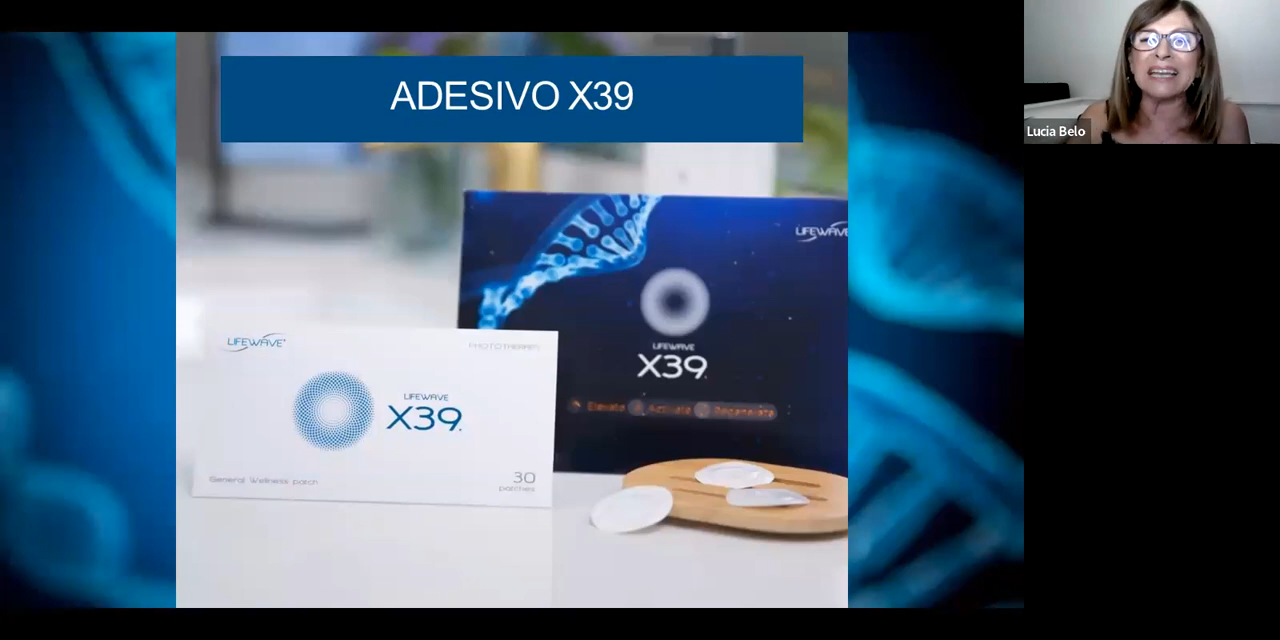 ADESIVO X39
Lucia Belo
LIFEWAVE
LIFEWAVE
X39
Elevate Activate Regenerate
LIFEWAVE
PHOTOTHERAPY
LIFEWAVE
X39
General Wellness patch
30
patches